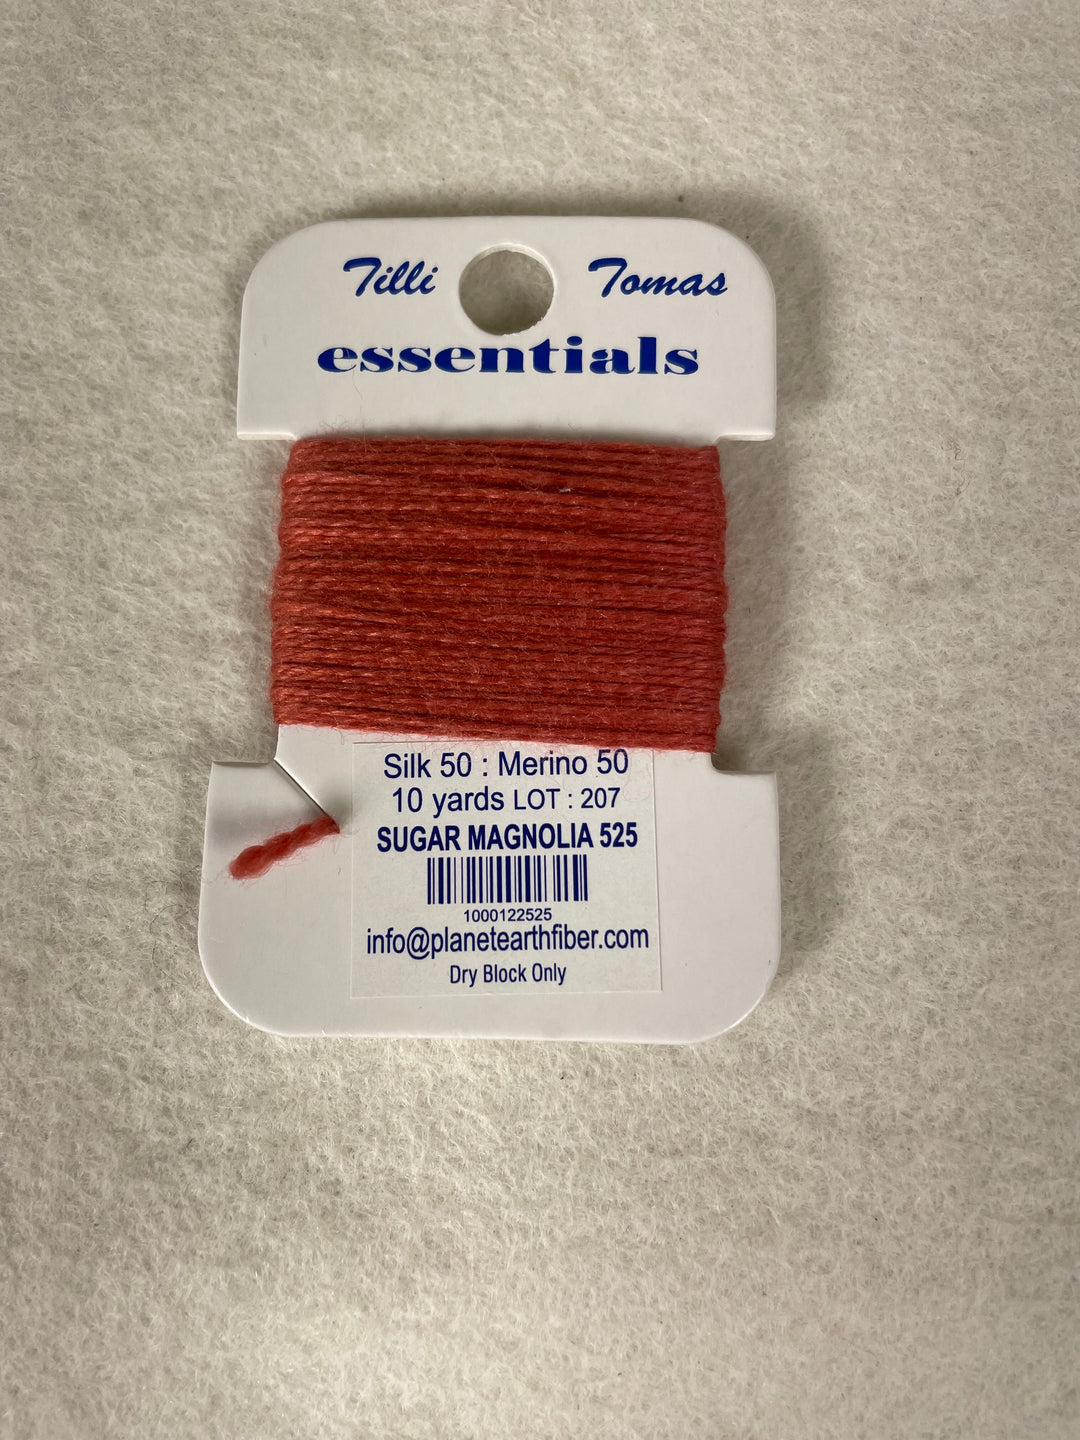 Tilli Tomas
essentials
Silk 50 : Merino 50
10 yards LOT : 207
SUGAR MAGNOLIA 525
1000122525
info@planetearthfiber.com
Dry Block Only